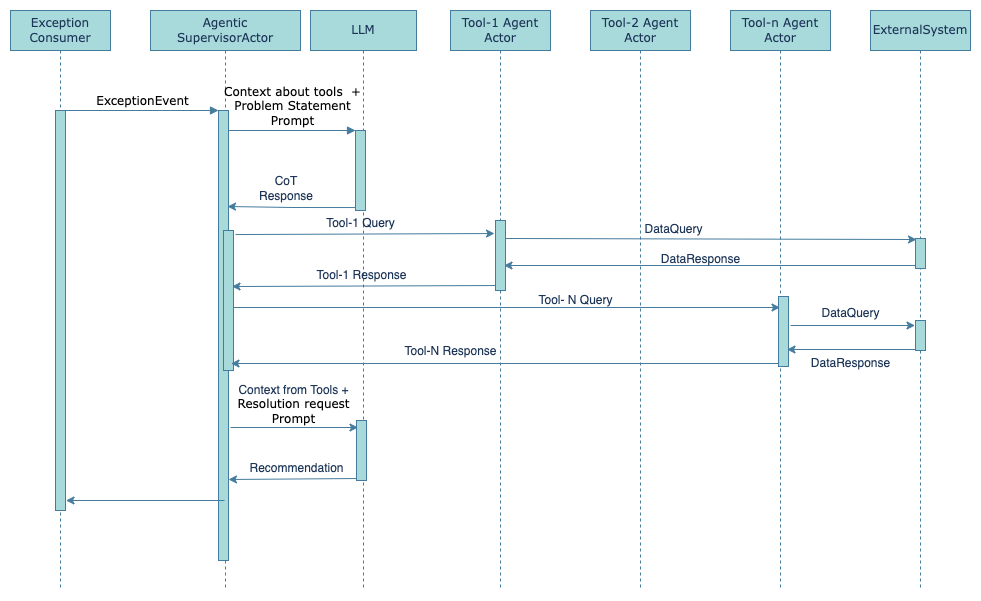 Exception
Consumer
Agentic
SupervisorActor
LLM
Tool-1 Agent
Actor
Tool-2 Agent
Actor
Tool-n Agent
Actor
ExternalSystem
ExceptionEvent
Context about tools +
Problem Statement
Prompt
CoT
Response
Tool-1 Query
DataQuery
DataResponse
Tool-1 Response
Tool- N Query
DataQuery
Tool-N Response
DataResponse
Context from Tools +
Resolution request
Prompt
Recommendation